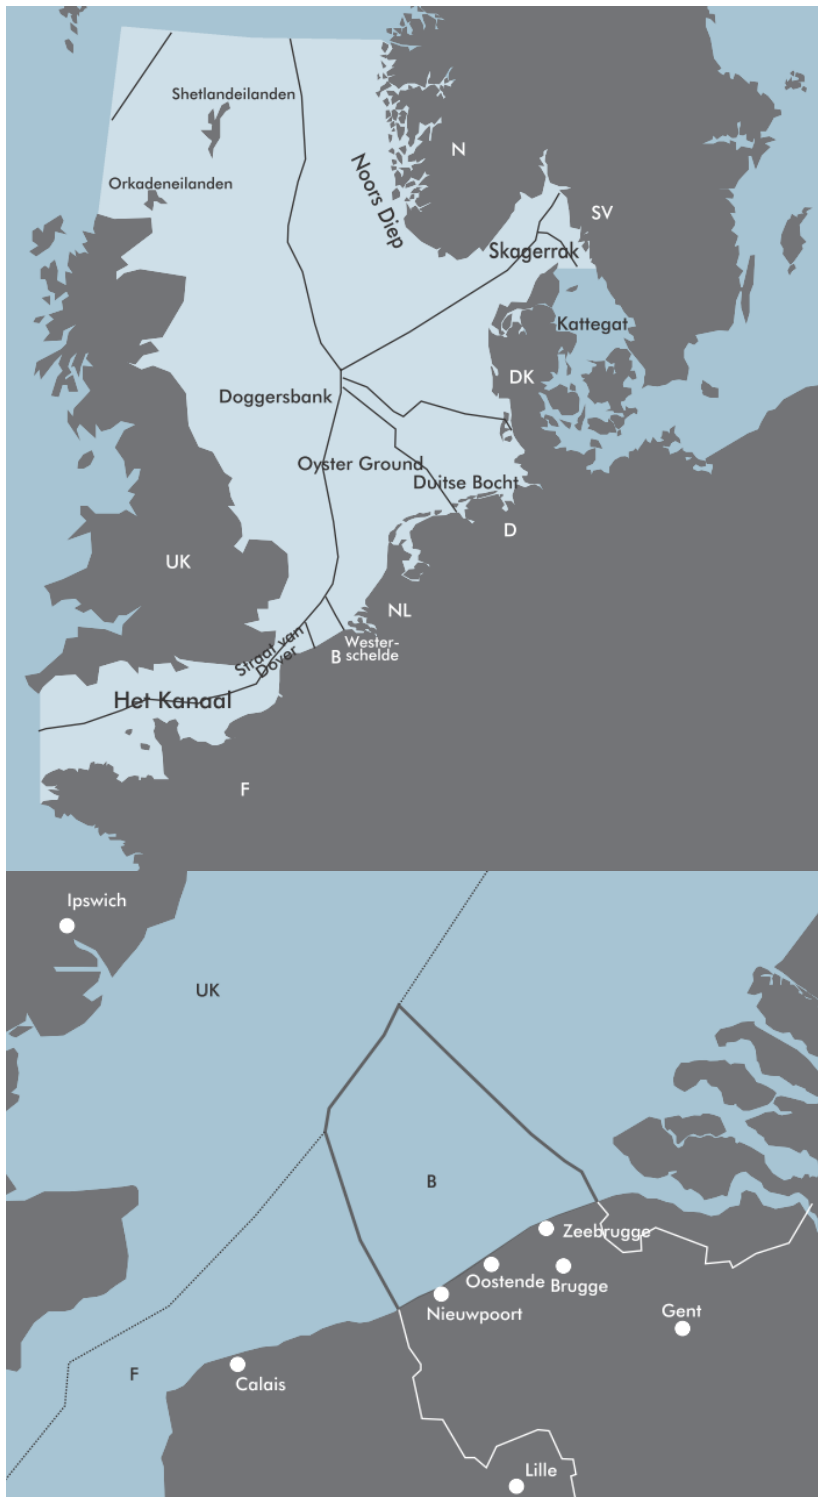 Shetlandeilanden
N
Noors Diep
Orkadeneilanden
SV
Skagerrak
Kattegat
DK
Doggersbank
Oyster Ground
Duitse Bocht
D
UK
NL
Straat van
Dover
B
Wester-
schelde
Het Kanaal
F
Ipswich
UK
B
Zeebrugge
Oostende
Brugge
Nieuwpoort
Gent
F
Calais
Lille